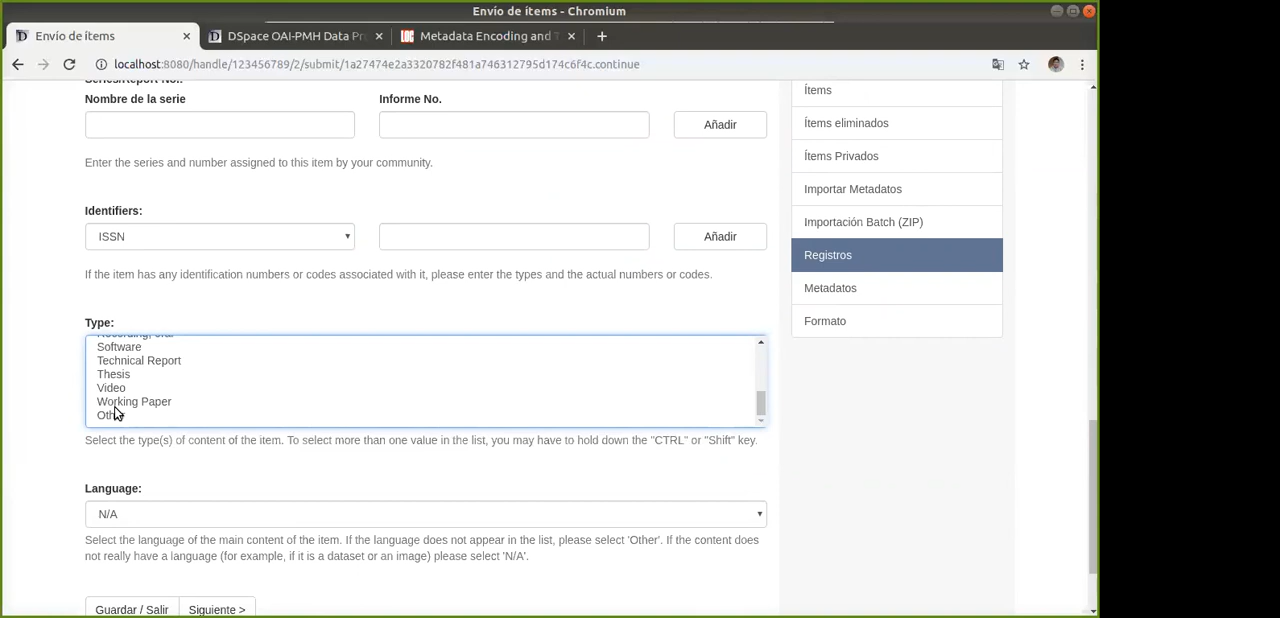 Envío de ítems - Chromium
Envío de ítems
DSpace OAI-PMH Data Pr
Metadata Encoding and T
localhost:8080/handle/123456789/2/submit/1a27474e2a3320782f481a746312795d174c6f4c.continue
Series/Report No.:
Nombre de la serie
Informe No.
Añadir
Enter the series and number assigned to this item by your community.
Identifiers:
ISSN
Añadir
If the item has any identification numbers or codes associated with it, please enter the types and the actual numbers or codes.
Type:
Recording, oral
Software
Technical Report
Thesis
Video
Working Paper
Other
Select the type(s) of content of the item. To select more than one value in the list, you may have to hold down the "CTRL" or "Shift" key.
Language:
N/A
Select the language of the main content of the item. If the language does not appear in the list, please select 'Other'. If the content does
not really have a language (for example, if it is a dataset or an image) please select 'N/A'.
Guardar / Salir
Siguiente >
Ítems
Ítems eliminados
Ítems Privados
Importar Metadatos
Importación Batch (ZIP)
Registros
Metadatos
Formato